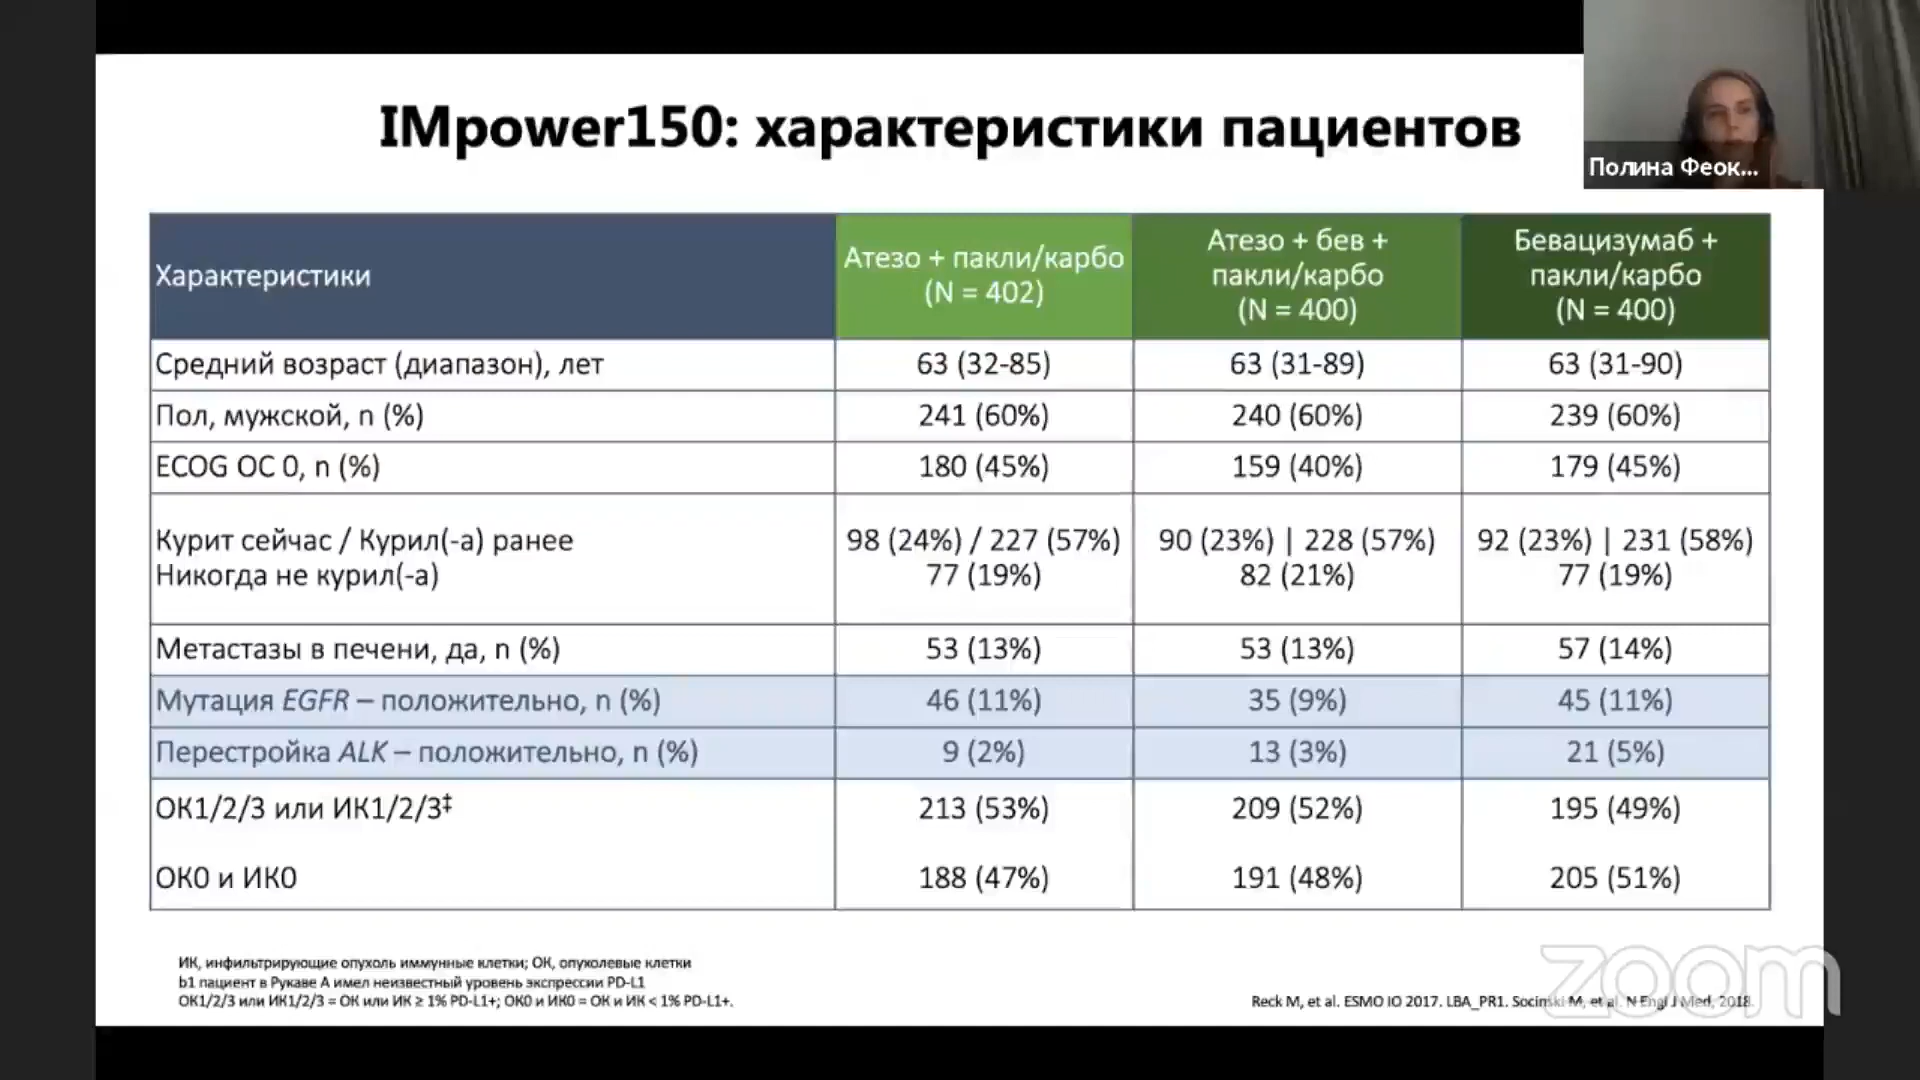 IMpower150: характеристики пациентов
Полина Феок...
Характеристики
Атезо + пакли/карбо
(N = 402)
Атезо + бев +
пакли/карбо
(N = 400)
Бевацизумаб +
пакли/карбо
(N = 400)
Средний возраст (диапазон), лет 63 (32-85) 63 (31-89) 63 (31-90)
Пол, мужской, n (%) 241 (60%) 240 (60%) 239 (60%)
ECOG ОС 0, n (%) 180 (45%) 159 (40%) 179 (45%)
Курит сейчас / Курил(-а) ранее 98 (24%) / 227 (57%) 90 (23%) | 228 (57%) 92 (23%) | 231 (58%)
Никогда не курил(-а) 77 (19%) 82 (21%) 77 (19%)
Метастазы в печени, да, n (%) 53 (13%) 53 (13%) 57 (14%)
Мутация EGFR – положительно, n (%) 46 (11%) 35 (9%) 45 (11%)
Перестройка ALK – положительно, n (%) 9 (2%) 13 (3%) 21 (5%)
ОК1/2/3 или ИК1/2/3‡ 213 (53%) 209 (52%) 195 (49%)
ОК0 и ИК0 188 (47%) 191 (48%) 205 (51%)
ИК, инфильтрирующие опухоль иммунные клетки; ОК, опухолевые клетки
b1 пациент в Рукаве А имел неизвестный уровень экспрессии PD-L1
ОК1/2/3 или ИК1/2/3 = ОК или ИК ≥ 1% PD-L1+; ОК0 и ИК0 = ОК и ИК < 1% PD-L1+.
Reck M, et al. ESMO IO 2017. LBA_PR1. Socinski M, et al. N Engl J Med, 2018.
zoom